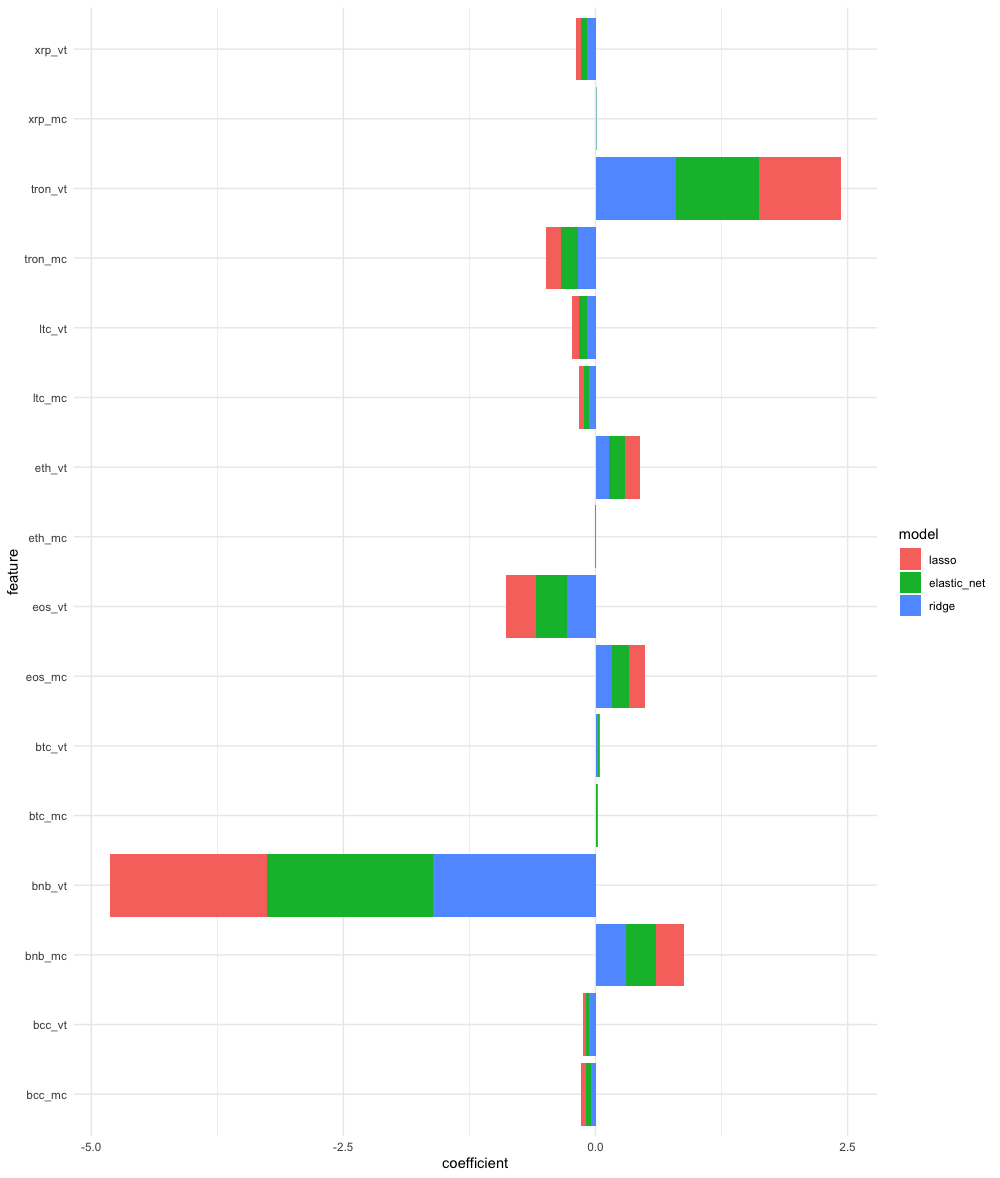 xrp_vt
xrp_mc
tron_vt
tron_mc
ltc_vt
ltc_mc
eth_vt
eth_mc
eos_vt
eos_mc
btc_vt
btc_mc
bnb_vt
bnb_mc
bcc_vt
bcc_mc
feature
-5.0 -2.5 0.0 2.5
coefficient
model
lasso
elastic_net
ridge